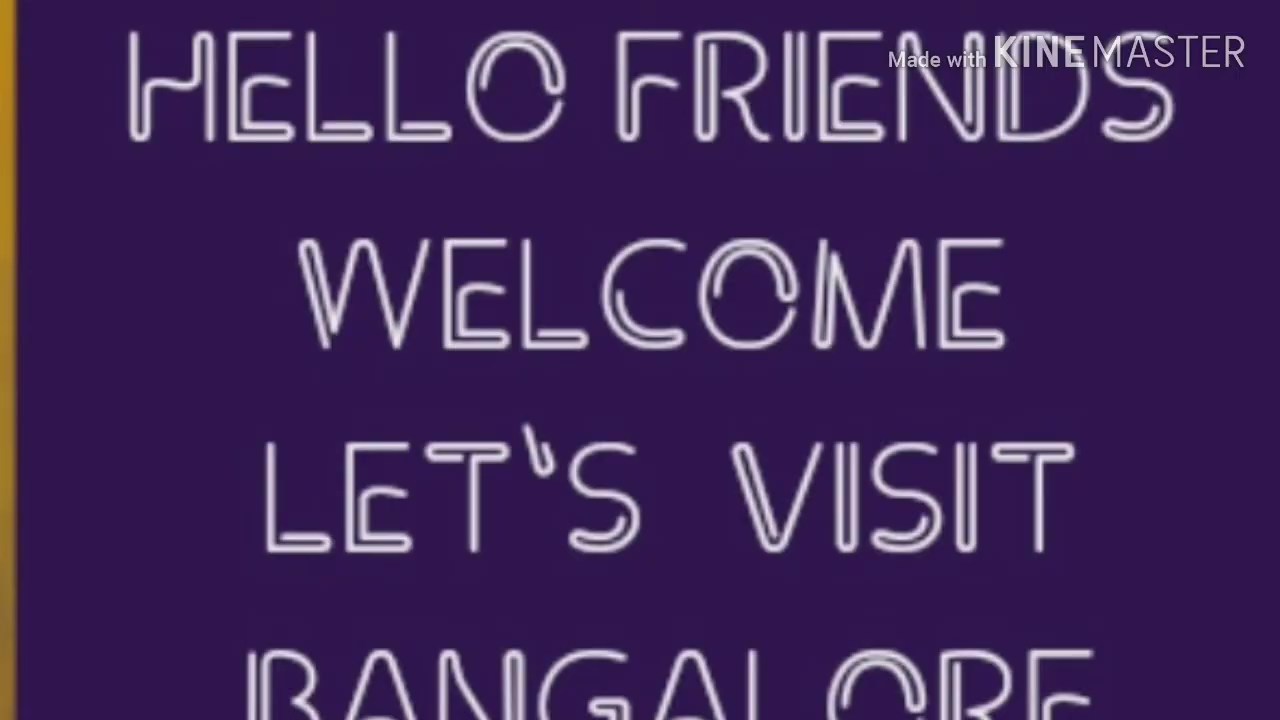 HELLO FRIENDS
Made with KINEMASTER
WELCOME
LET'S VISIT
BANGALORE